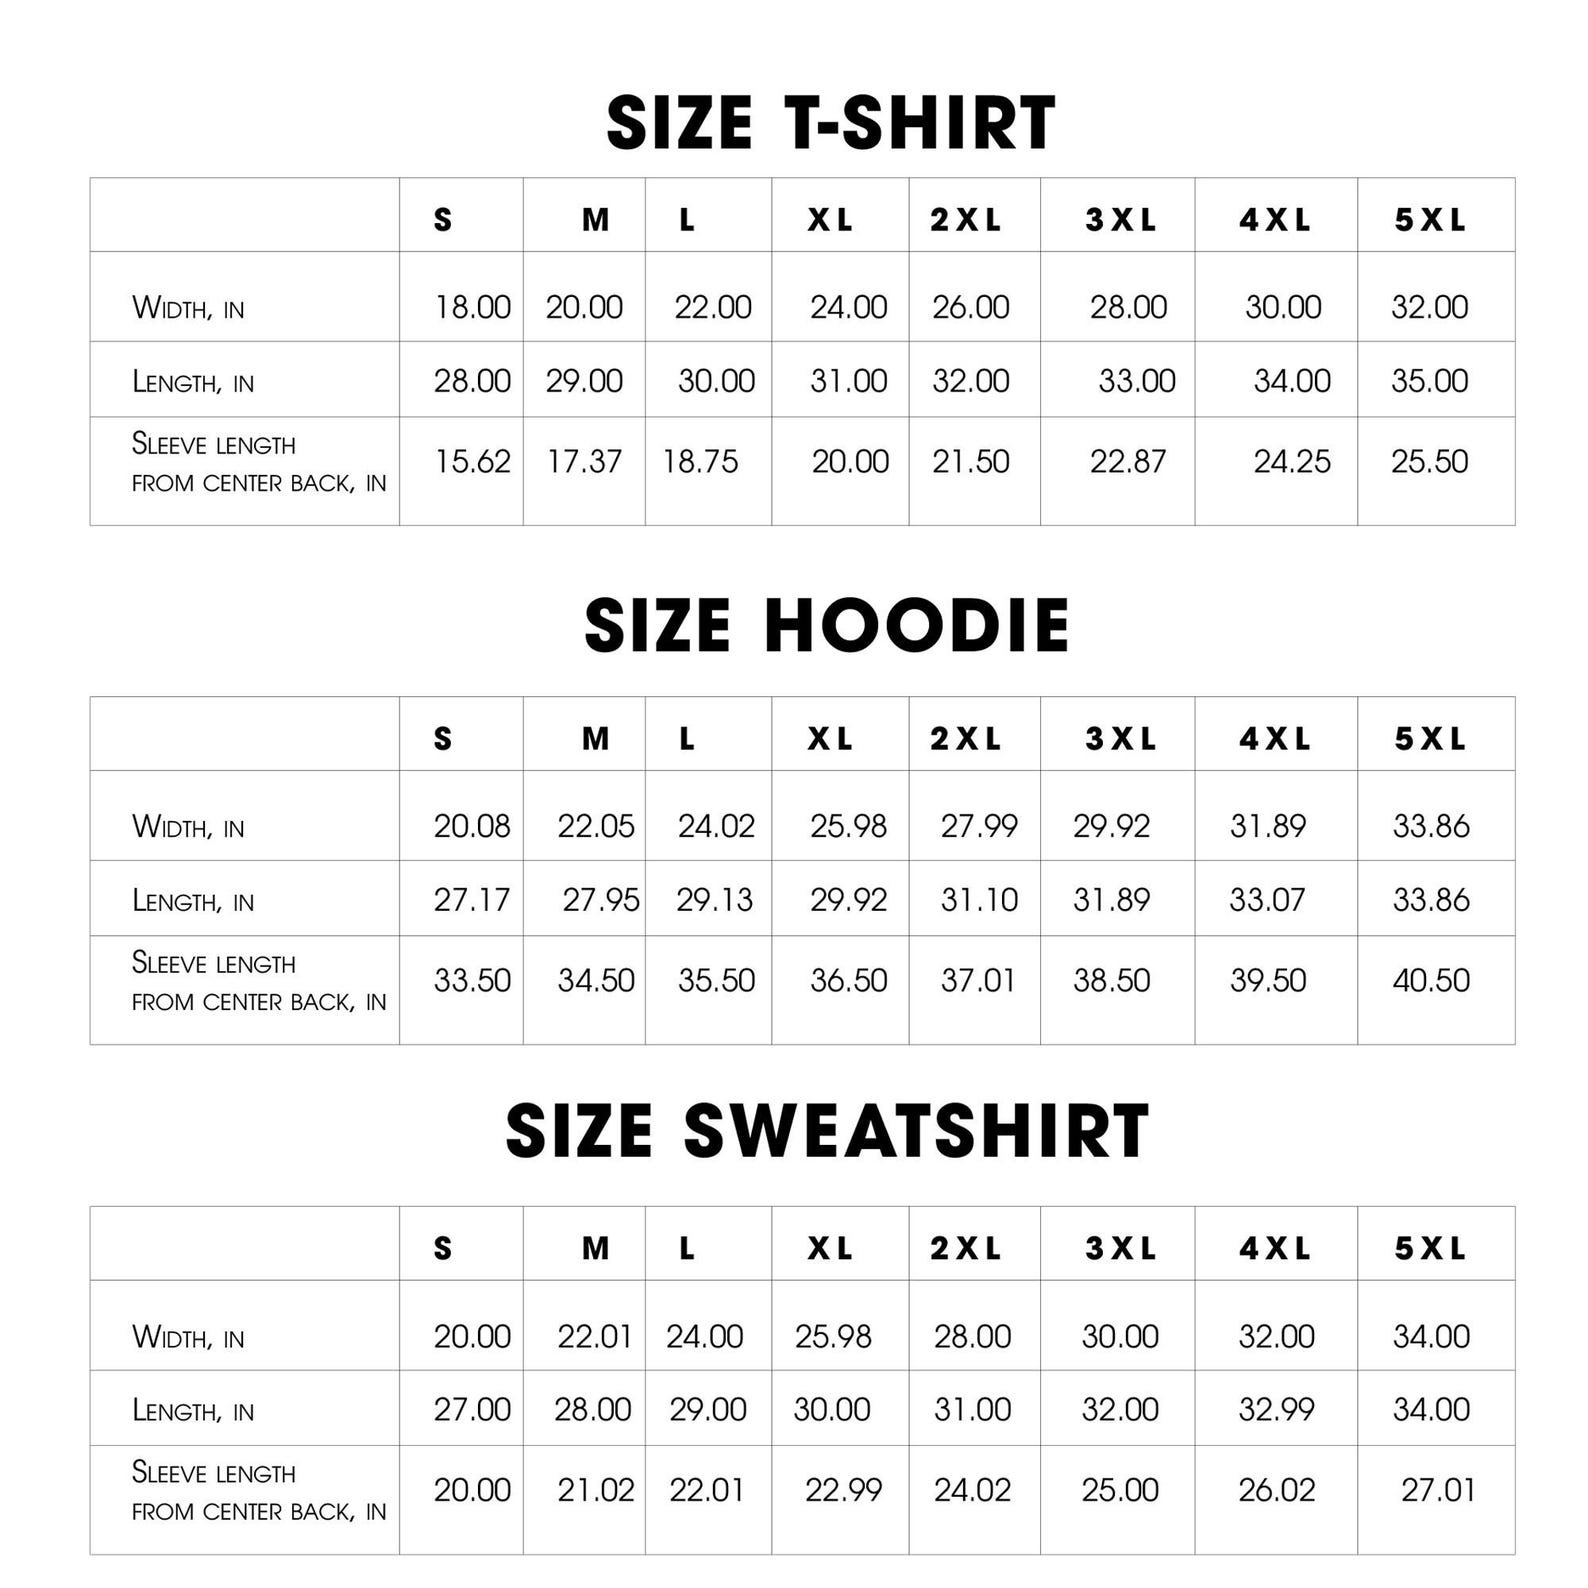 SIZE T-SHIRT
S M L XL 2XL 3XL 4XL 5XL
WIDTH, IN 18.00 20.00 22.00 24.00 26.00 28.00 30.00 32.00
LENGTH, IN 28.00 29.00 30.00 31.00 32.00 33.00 34.00 35.00
SLEEVE LENGTH
FROM CENTER BACK, IN 15.62 17.37 18.75 20.00 21.50 22.87 24.25 25.50
SIZE HOODIE
S M L XL 2XL 3XL 4XL 5XL
WIDTH, IN 20.08 22.05 24.02 25.98 27.99 29.92 31.89 33.86
LENGTH, IN 27.17 27.95 29.13 29.92 31.10 31.89 33.07 33.86
SLEEVE LENGTH
FROM CENTER BACK, IN 33.50 34.50 35.50 36.50 37.01 38.50 39.50 40.50
SIZE SWEATSHIRT
S M L XL 2XL 3XL 4XL 5XL
WIDTH, IN 20.00 22.01 24.00 25.98 28.00 30.00 32.00 34.00
LENGTH, IN 27.00 28.00 29.00 30.00 31.00 32.00 32.99 34.00
SLEEVE LENGTH
FROM CENTER BACK, IN 20.00 21.02 22.01 22.99 24.02 25.00 26.02 27.01